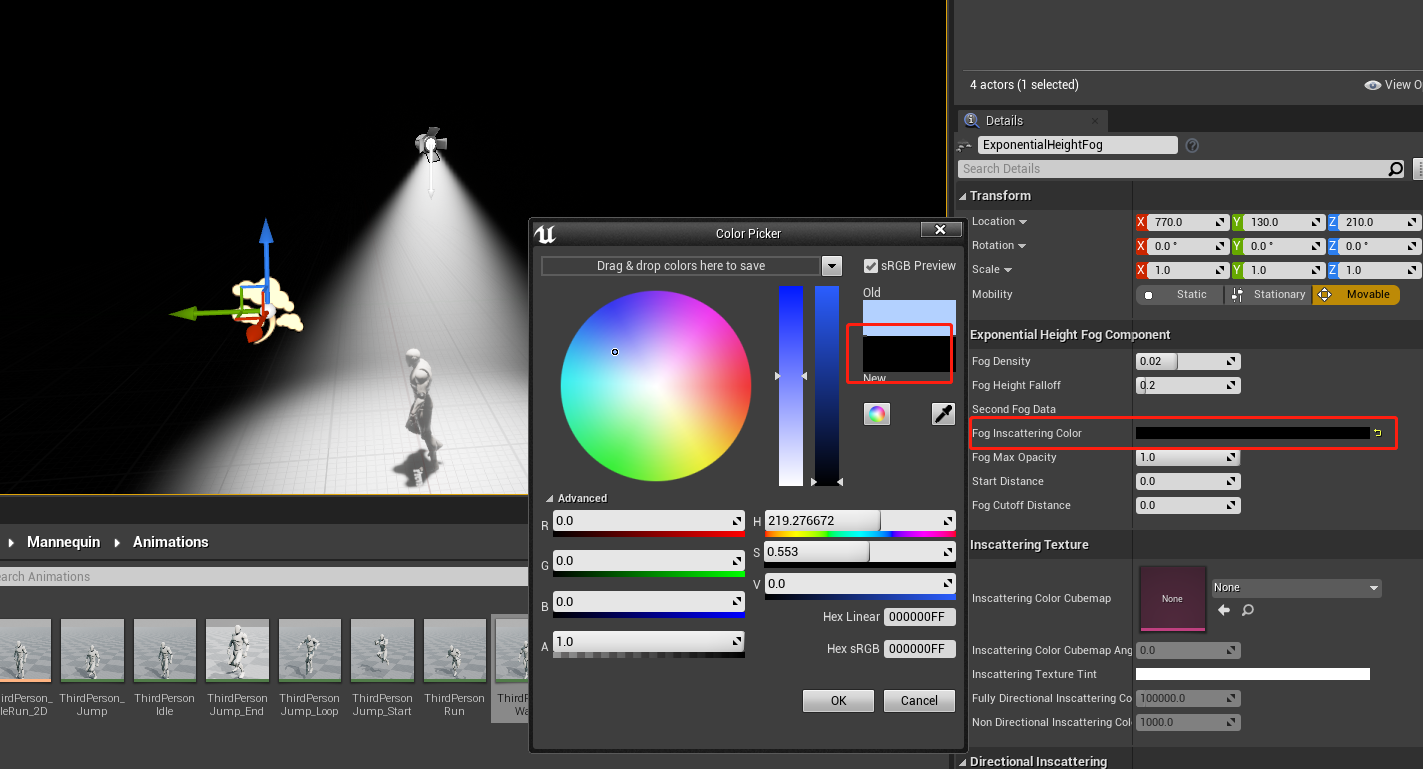 4 actors (1 selected)
View O
Details
ExponentialHeightFog
Search Details
Transform
Location
X 770.0 Y 130.0 Z 210.0
Rotation
X 0.0 ° Y 0.0 ° Z 0.0 °
Scale
X 1.0 Y 1.0 Z 1.0
Mobility
Static Stationary Movable
Exponential Height Fog Component
Fog Density 0.02
Fog Height Falloff 0.2
Second Fog Data
Fog Inscattering Color
Fog Max Opacity 1.0
Start Distance 0.0
Fog Cutoff Distance 0.0
Inscattering Texture
Inscattering Color Cubemap
None
None
Inscattering Color Cubemap Ang 0.0
Inscattering Texture Tint
Fully Directional Inscattering Co 100000.0
Non Directional Inscattering Col 1000.0
Directional Inscattering
Color Picker
Drag & drop colors here to save
sRGB Preview
Old
New
Advanced
R 0.0
G 0.0
B 0.0
A 1.0
H 219.276672
S 0.553
V 0.0
Hex Linear 000000FF
Hex sRGB 000000FF
OK
Cancel
Mannequin
Animations
earch Animations
irdPerson_
leRun_2D
ThirdPerson_
Jump
ThirdPerson
Idle
ThirdPerson
Jump_End
ThirdPerson
Jump_Loop
ThirdPerson
Jump_Start
ThirdPerson
Run
ThirdP
Wa